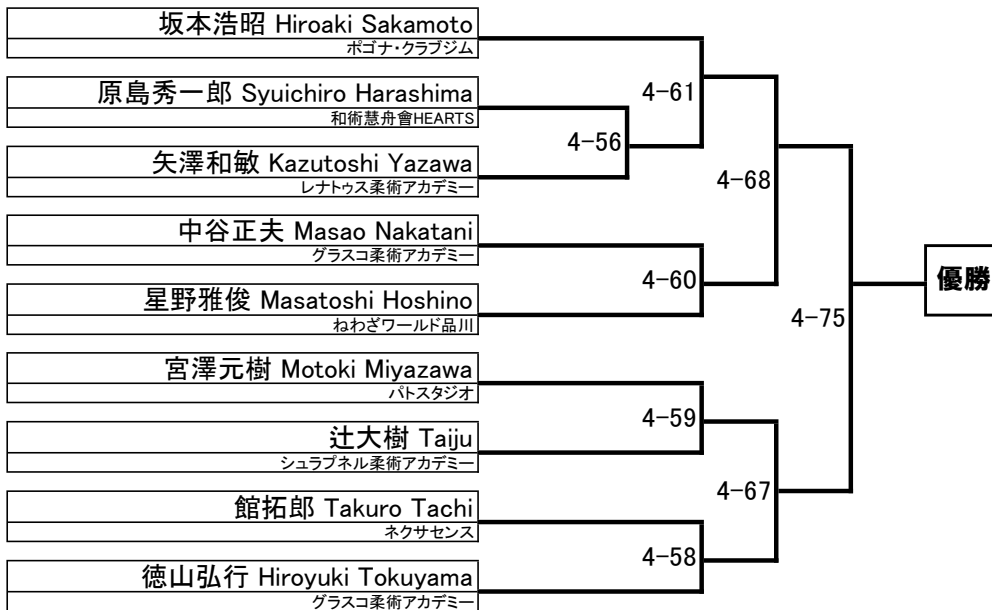 坂本浩昭 Hiroaki Sakamoto
ポゴナ・クラブジム
原島秀一郎 Syuichiro Harashima
和術慧舟會HEARTS
矢澤和敏 Kazutoshi Yazawa
レナトゥス柔術アカデミー
中谷正夫 Masao Nakatani
グラスコ柔術アカデミー
星野雅俊 Masatoshi Hoshino
ねわざワールド品川
宮澤元樹 Motoki Miyazawa
パトスタジオ
辻大樹 Taiju
シュラプネル柔術アカデミー
館拓郎 Takuro Tachi
ネクサセンス
徳山弘行 Hiroyuki Tokuyama
グラスコ柔術アカデミー
4-61
4-56
4-68
4-60
4-75
4-59
4-67
4-58
優勝